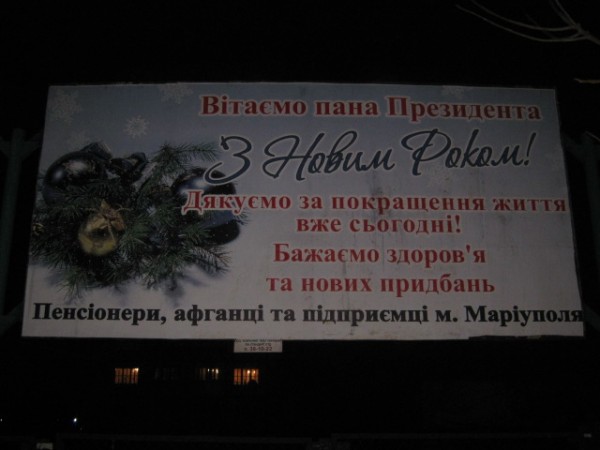 Вітаємо пана Президента
З Новим Роком!
Дякуємо за покращення життя
вже сьогодні!
Бажаємо здоров'я
та нових придбань
Пенсіонери, афганці та підприємці м. Маріуполя